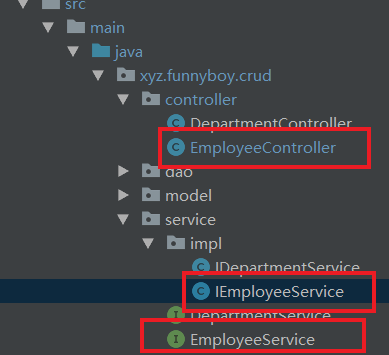 src
main
java
xyz.funnyboy.crud
controller
DepartmentController
EmployeeController
dao
model
service
impl
IDepartmentService
IEmployeeService
DepartmentService
EmployeeService